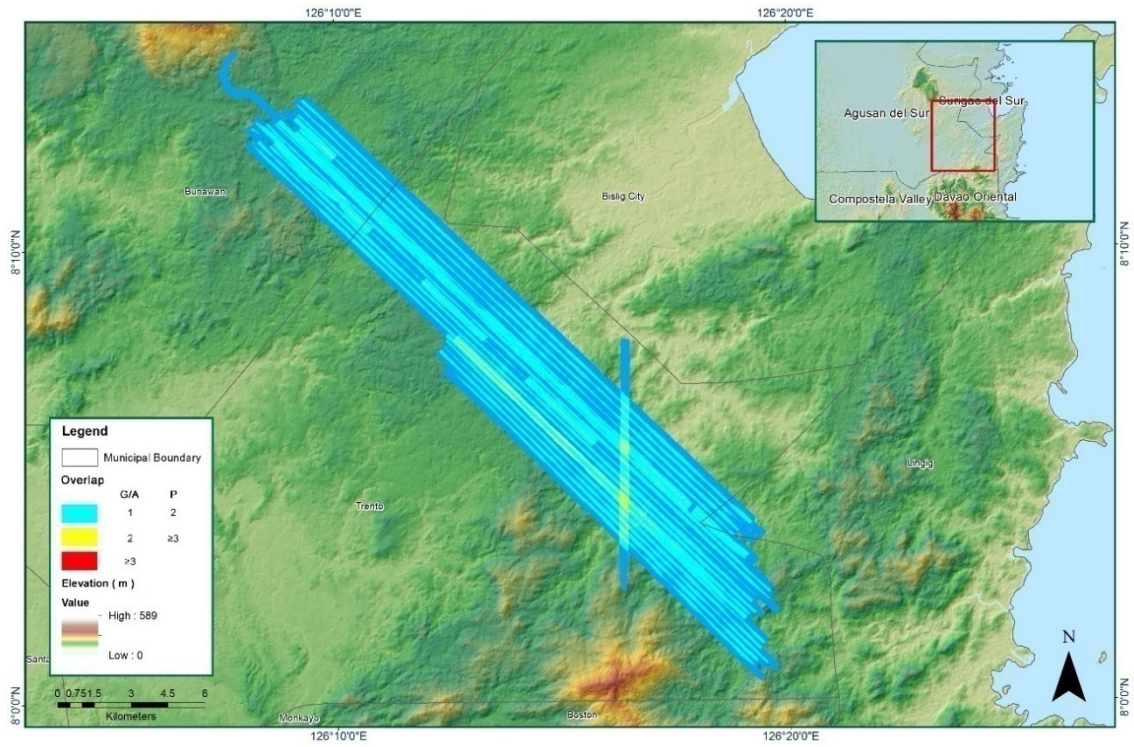 126°10'0"E
126°20'0"E
Agusan del Sur
Surigao del Sur
Compostela Valley
Davao Oriental
Bunawan
Bislig City
8°10'0"N
8°10'0"N
Legend
Municipal Boundary
Overlap
G/A P
1 2
2 ≥3
≥3
Elevation ( m )
Value
High : 589
Low : 0
Trento
Lingig
Santa
0 0.75 1.5 3 4.5 6
Kilometers
N
8°0'0"N
8°0'0"N
Monkayo
Boston
126°10'0"E
126°20'0"E